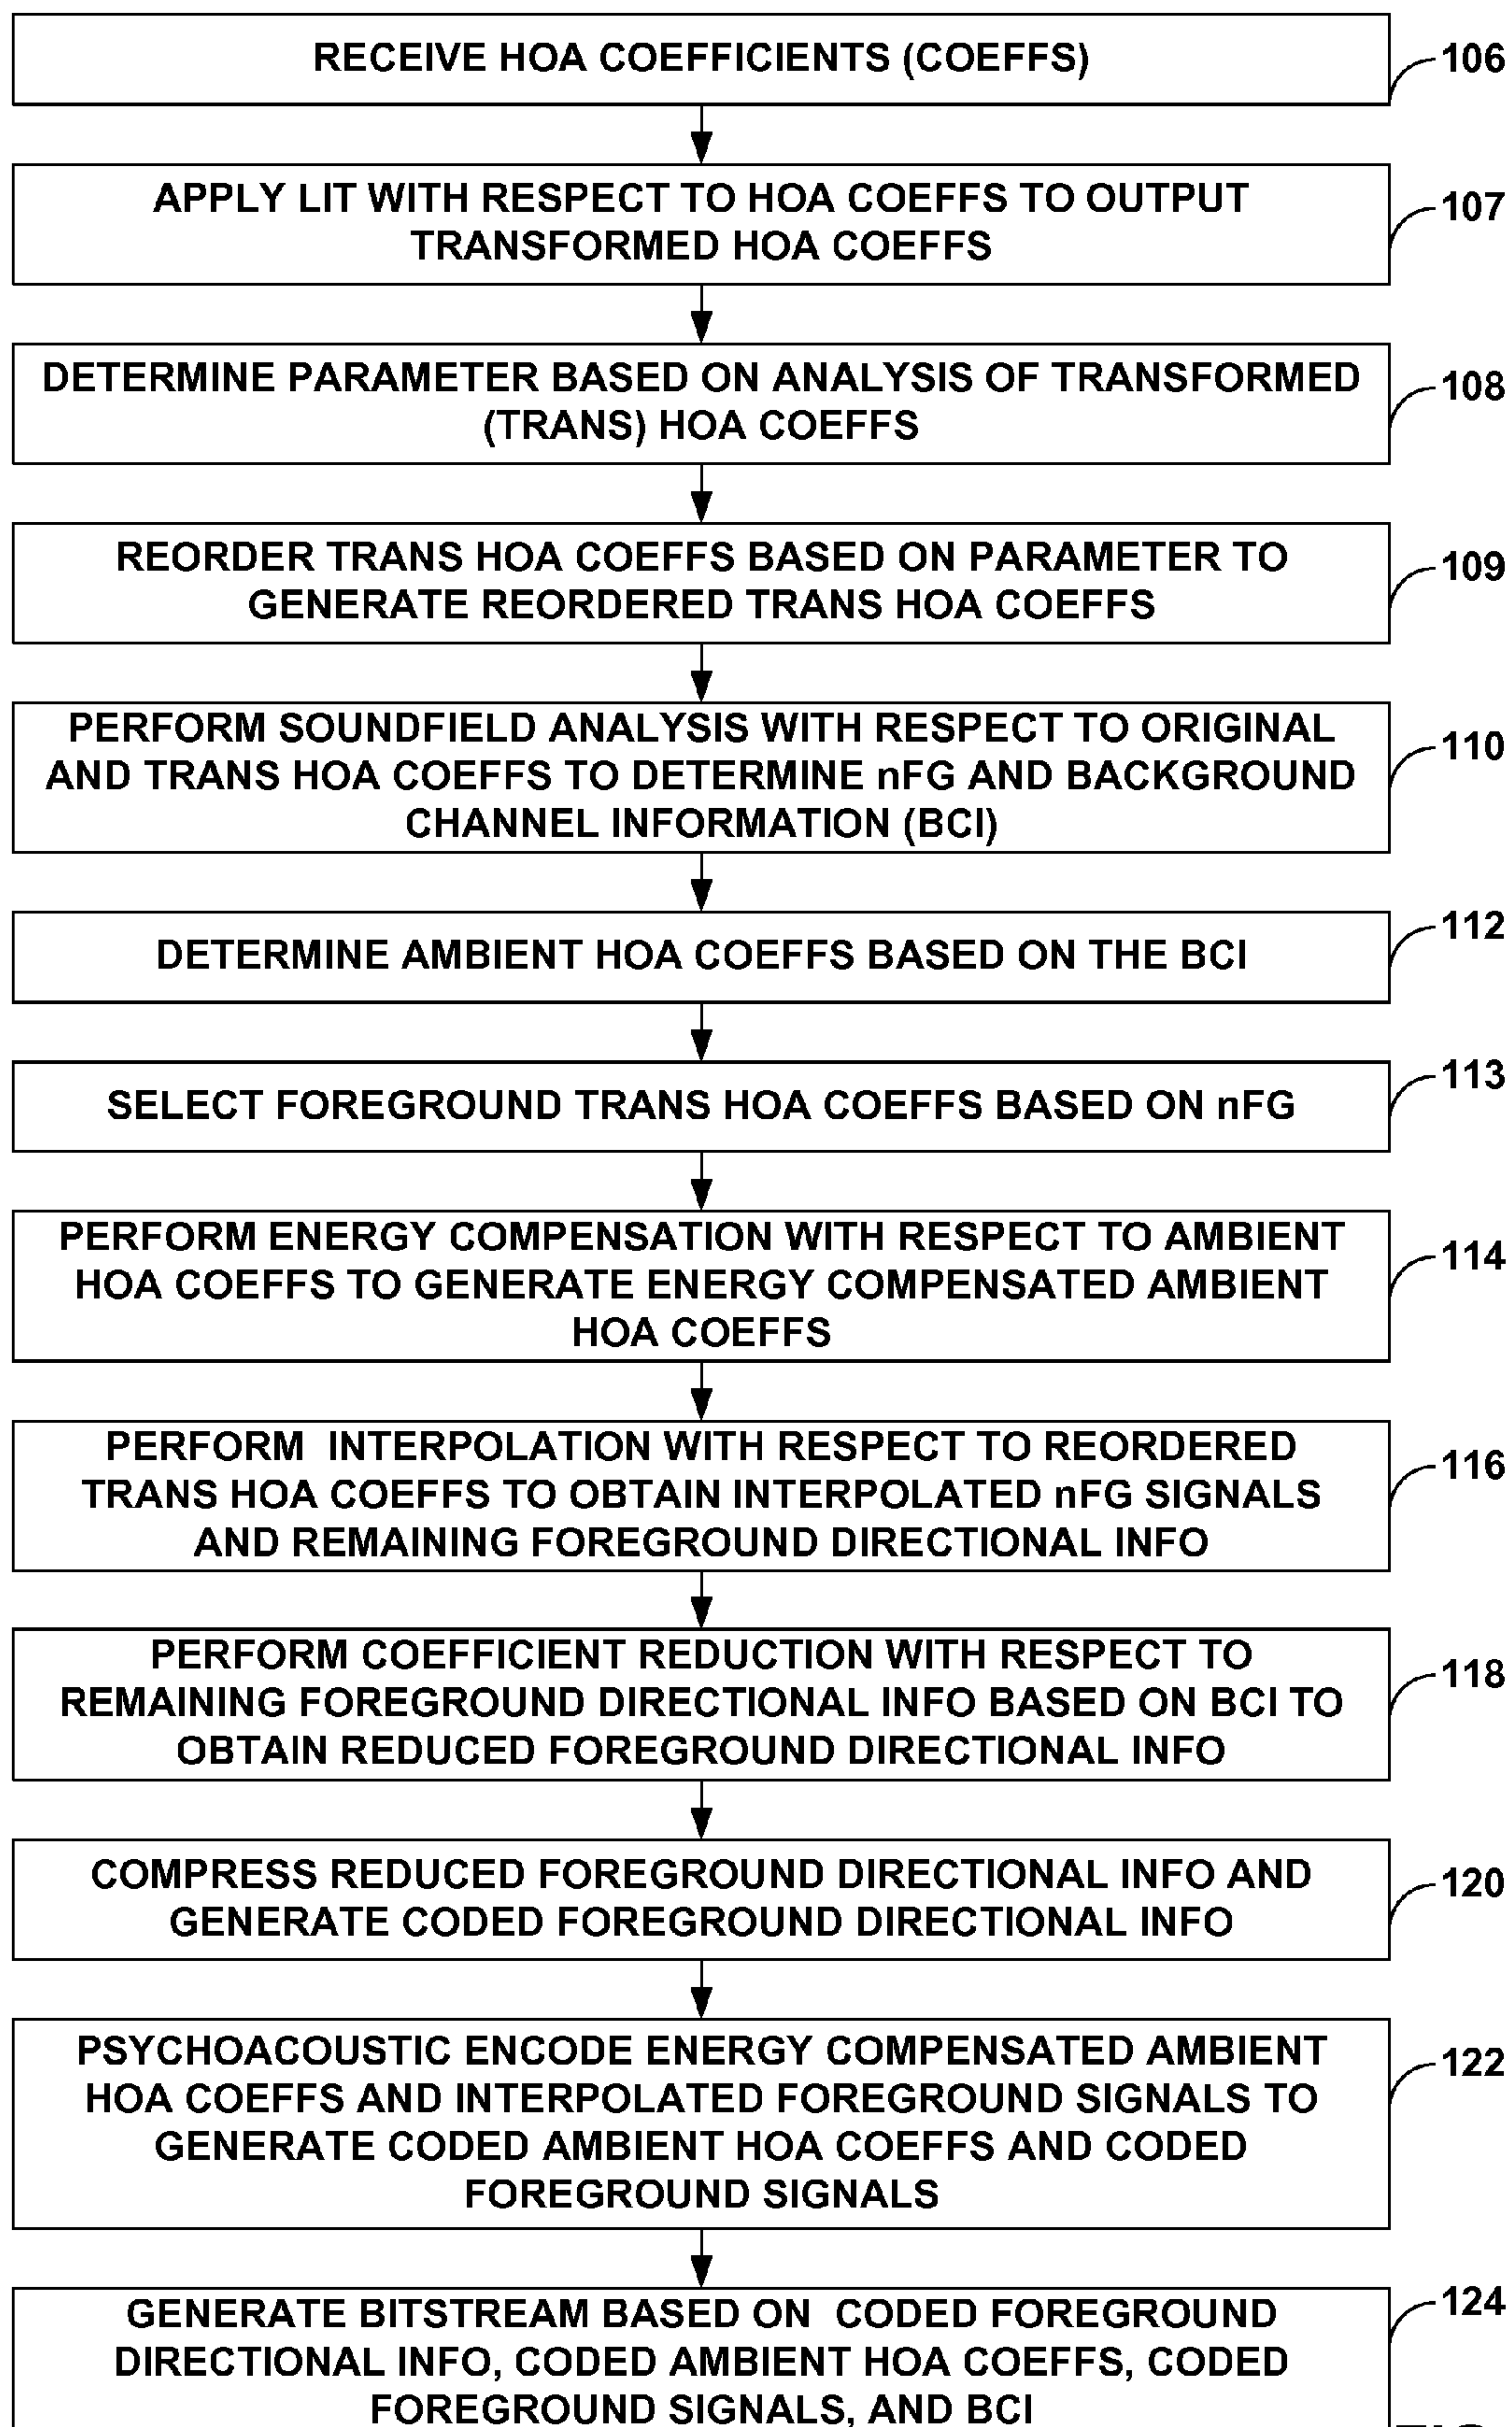 RECEIVE HOA COEFFICIENTS (COEFFS)
106
APPLY LIT WITH RESPECT TO HOA COEFFS TO OUTPUT
TRANSFORMED HOA COEFFS
107
DETERMINE PARAMETER BASED ON ANALYSIS OF TRANSFORMED
(TRANS) HOA COEFFS
108
REORDER TRANS HOA COEFFS BASED ON PARAMETER TO
GENERATE REORDERED TRANS HOA COEFFS
109
PERFORM SOUNDFIELD ANALYSIS WITH RESPECT TO ORIGINAL
AND TRANS HOA COEFFS TO DETERMINE nFG AND BACKGROUND
CHANNEL INFORMATION (BCI)
110
DETERMINE AMBIENT HOA COEFFS BASED ON THE BCI
112
SELECT FOREGROUND TRANS HOA COEFFS BASED ON nFG
113
PERFORM ENERGY COMPENSATION WITH RESPECT TO AMBIENT
HOA COEFFS TO GENERATE ENERGY COMPENSATED AMBIENT
HOA COEFFS
114
PERFORM INTERPOLATION WITH RESPECT TO REORDERED
TRANS HOA COEFFS TO OBTAIN INTERPOLATED nFG SIGNALS
AND REMAINING FOREGROUND DIRECTIONAL INFO
116
PERFORM COEFFICIENT REDUCTION WITH RESPECT TO
REMAINING FOREGROUND DIRECTIONAL INFO BASED ON BCI TO
OBTAIN REDUCED FOREGROUND DIRECTIONAL INFO
118
COMPRESS REDUCED FOREGROUND DIRECTIONAL INFO AND
GENERATE CODED FOREGROUND DIRECTIONAL INFO
120
PSYCHOACOUSTIC ENCODE ENERGY COMPENSATED AMBIENT
HOA COEFFS AND INTERPOLATED FOREGROUND SIGNALS TO
GENERATE CODED AMBIENT HOA COEFFS AND CODED
FOREGROUND SIGNALS
122
GENERATE BITSTREAM BASED ON CODED FOREGROUND
DIRECTIONAL INFO, CODED AMBIENT HOA COEFFS, CODED
FOREGROUND SIGNALS, AND BCI
124